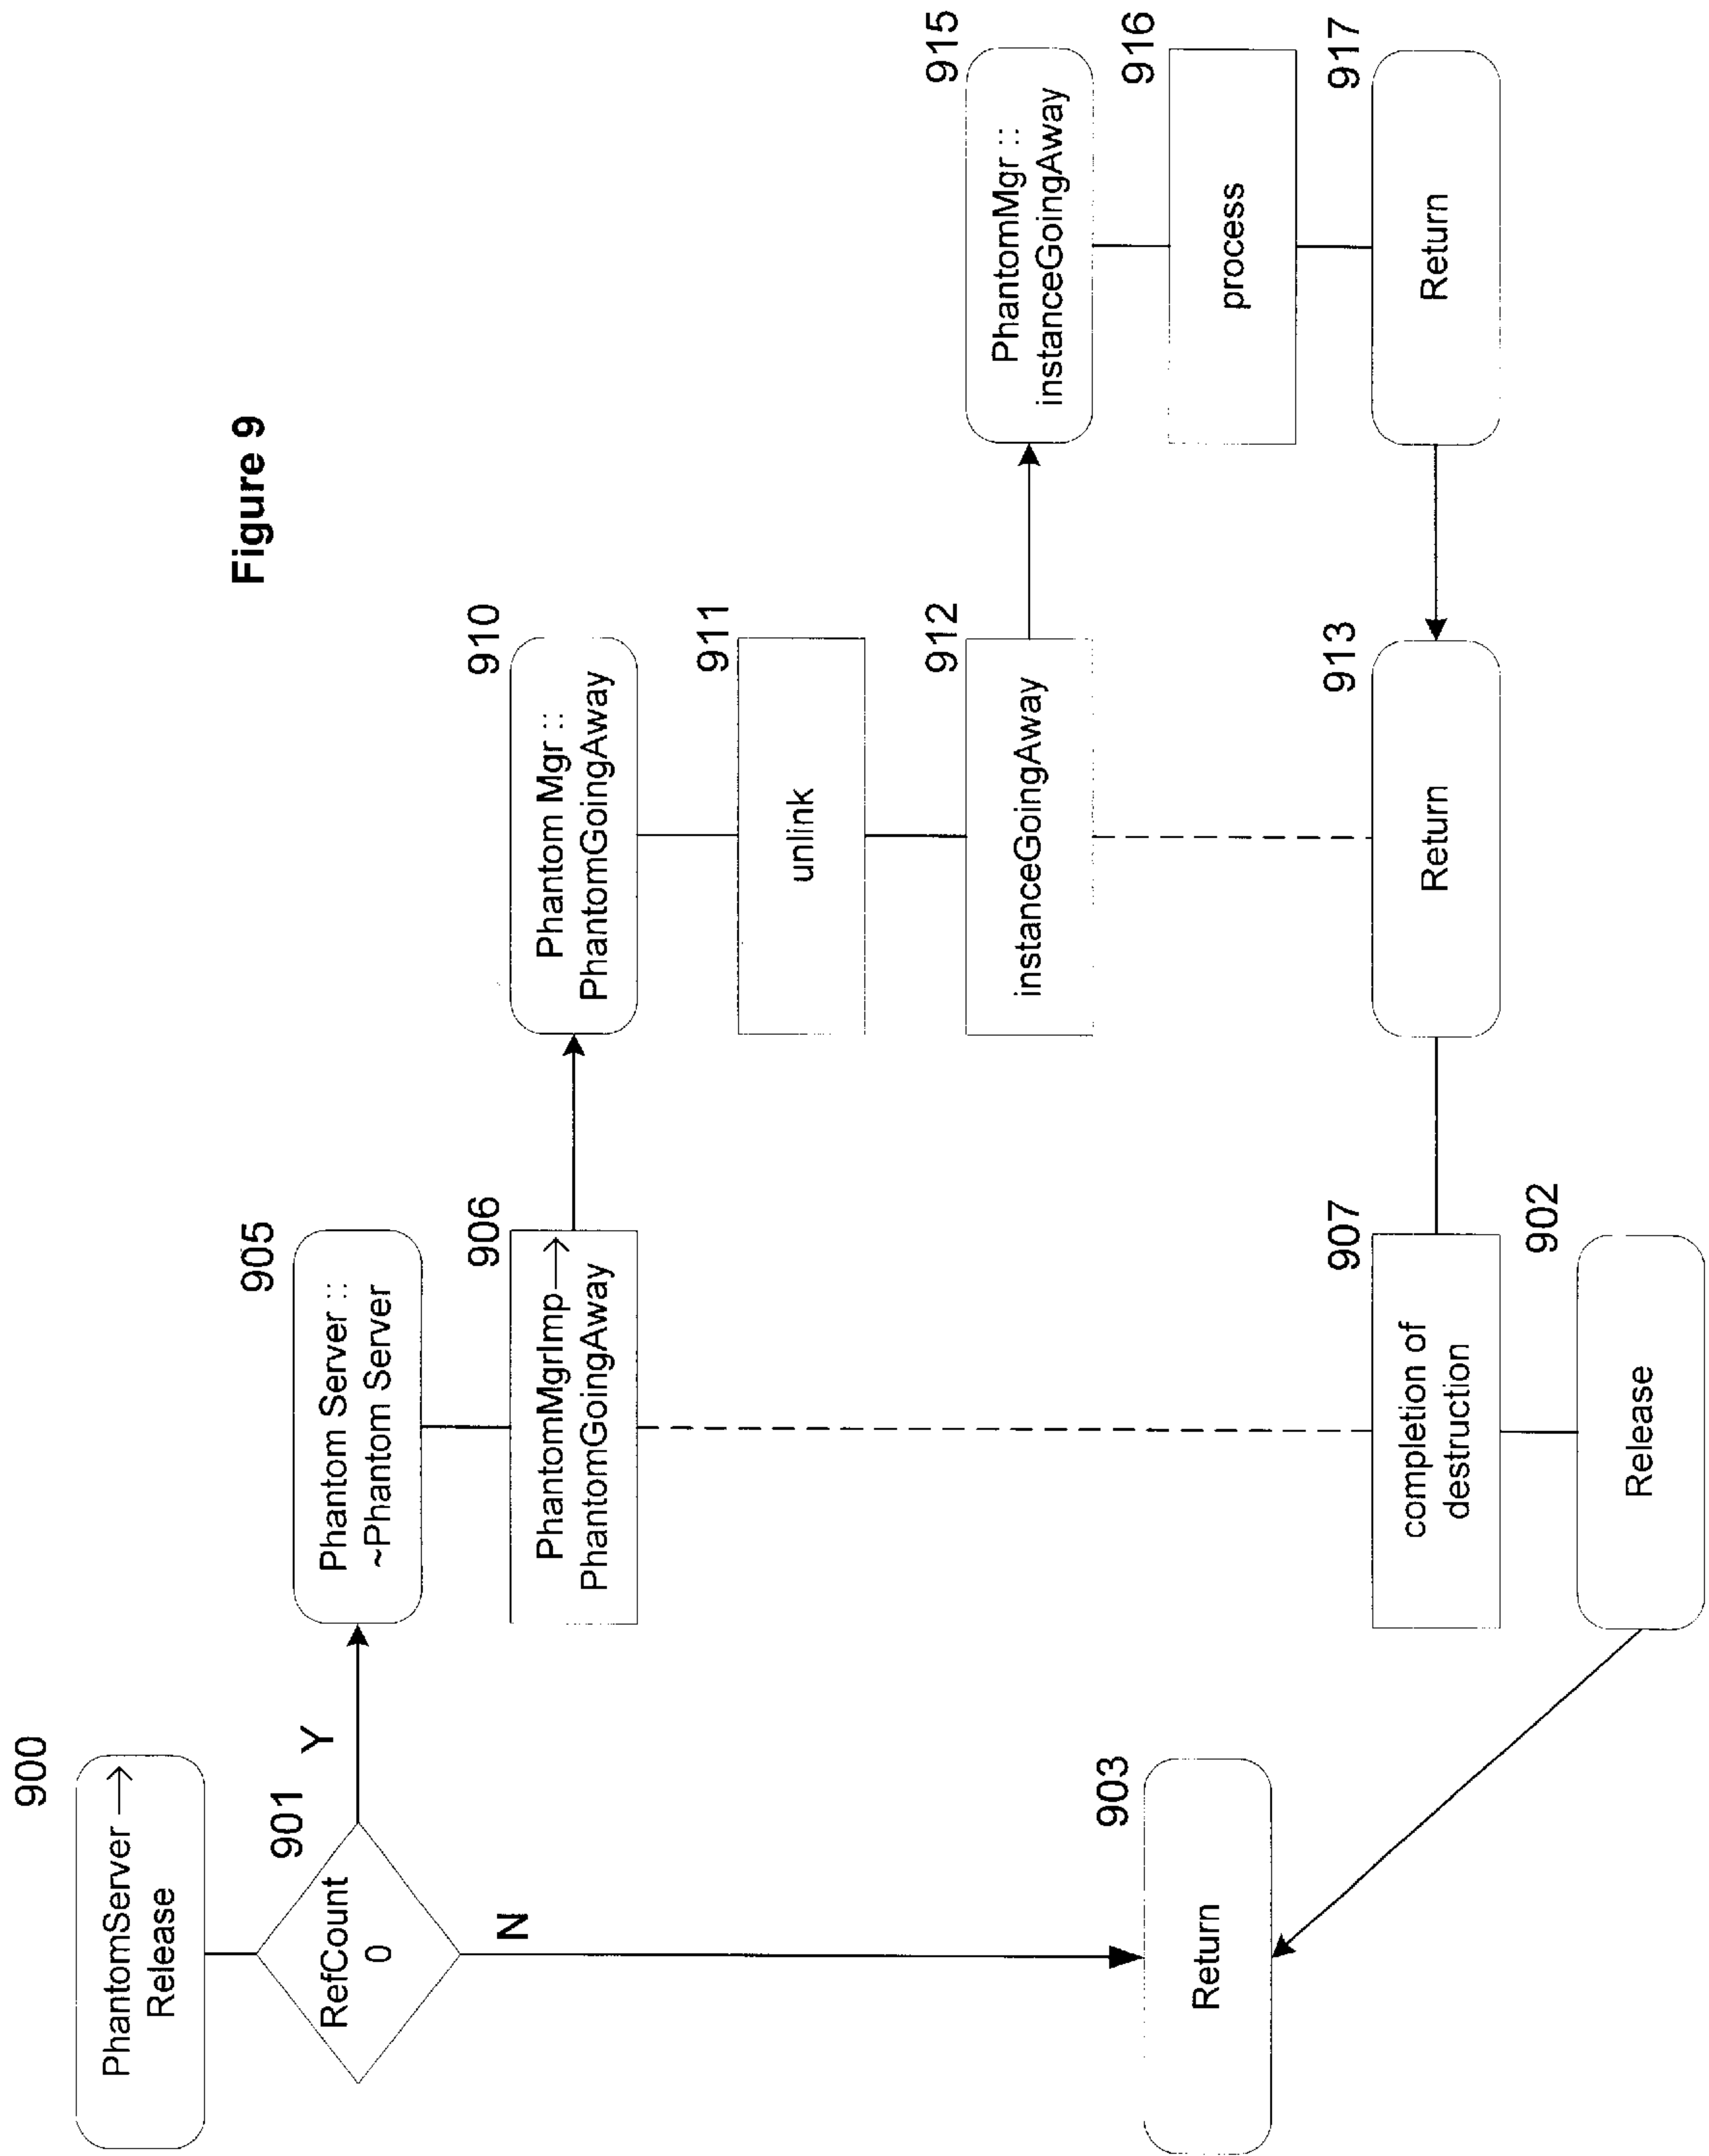 Figure 9
900
PhantomServer →
Release
901
RefCount
0
Y
N
903
Return
905
Phantom Server ::
~Phantom Server
906
PhantomMgrImp →
PhantomGoingAway
907
completion of
destruction
902
Release
910
Phantom Mgr ::
PhantomGoingAway
911
unlink
912
instanceGoingAway
913
Return
915
PhantomMgr ::
instanceGoingAway
916
process
917
Return